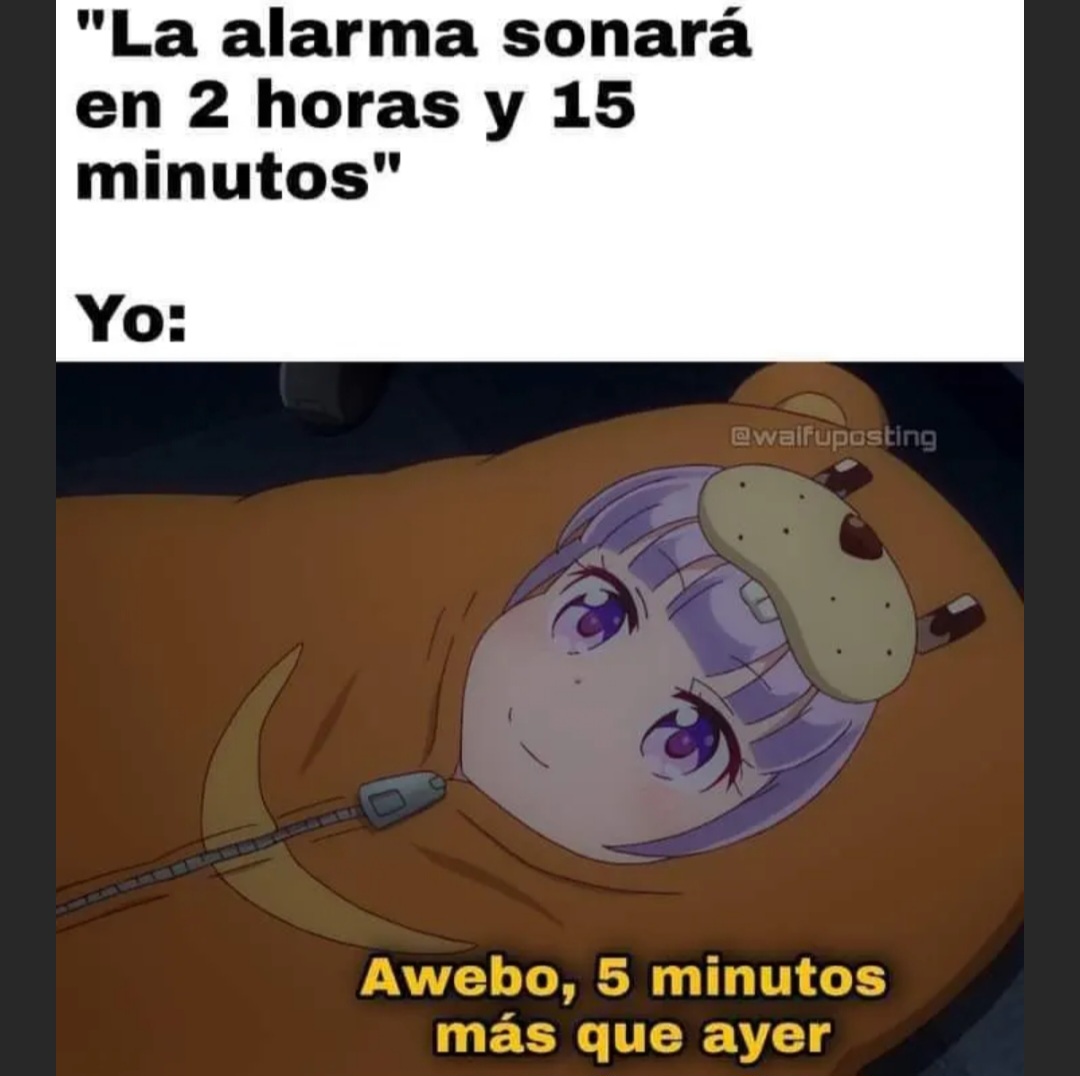 "La alarma sonará
en 2 horas y 15
minutos"
Yo:
@waifuposting
Awebo, 5 minutos
más que ayer